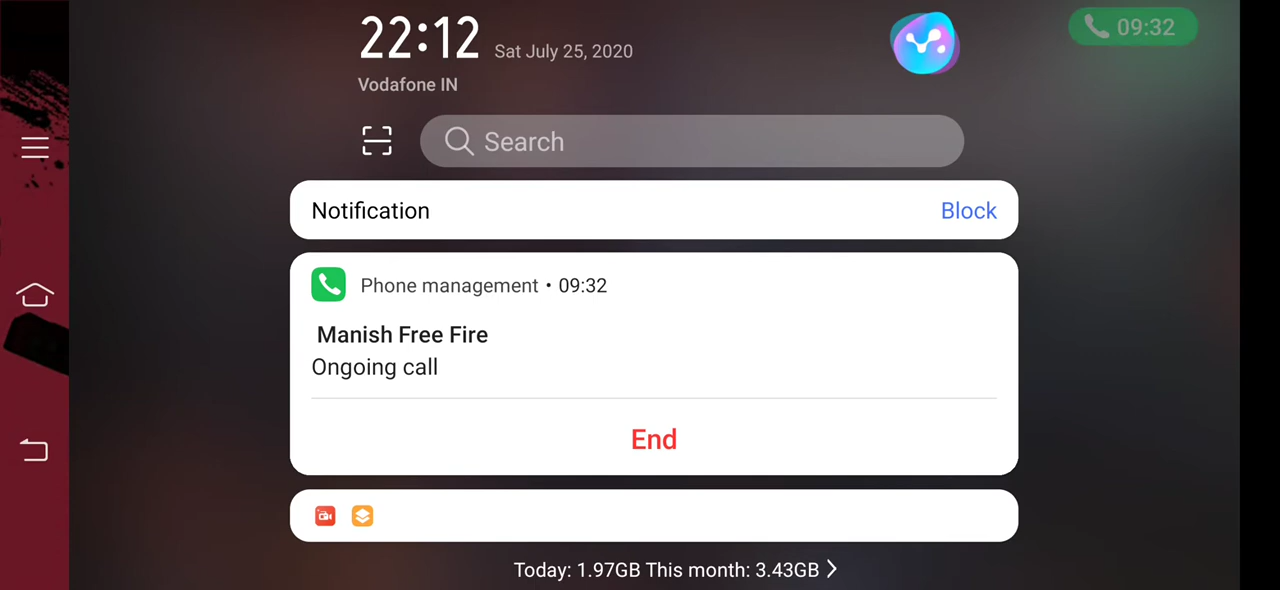 22:12 Sat July 25, 2020
09:32
Vodafone IN
Search
Notification Block
Phone management • 09:32
Manish Free Fire
Ongoing call
End
Today: 1.97GB This month: 3.43GB